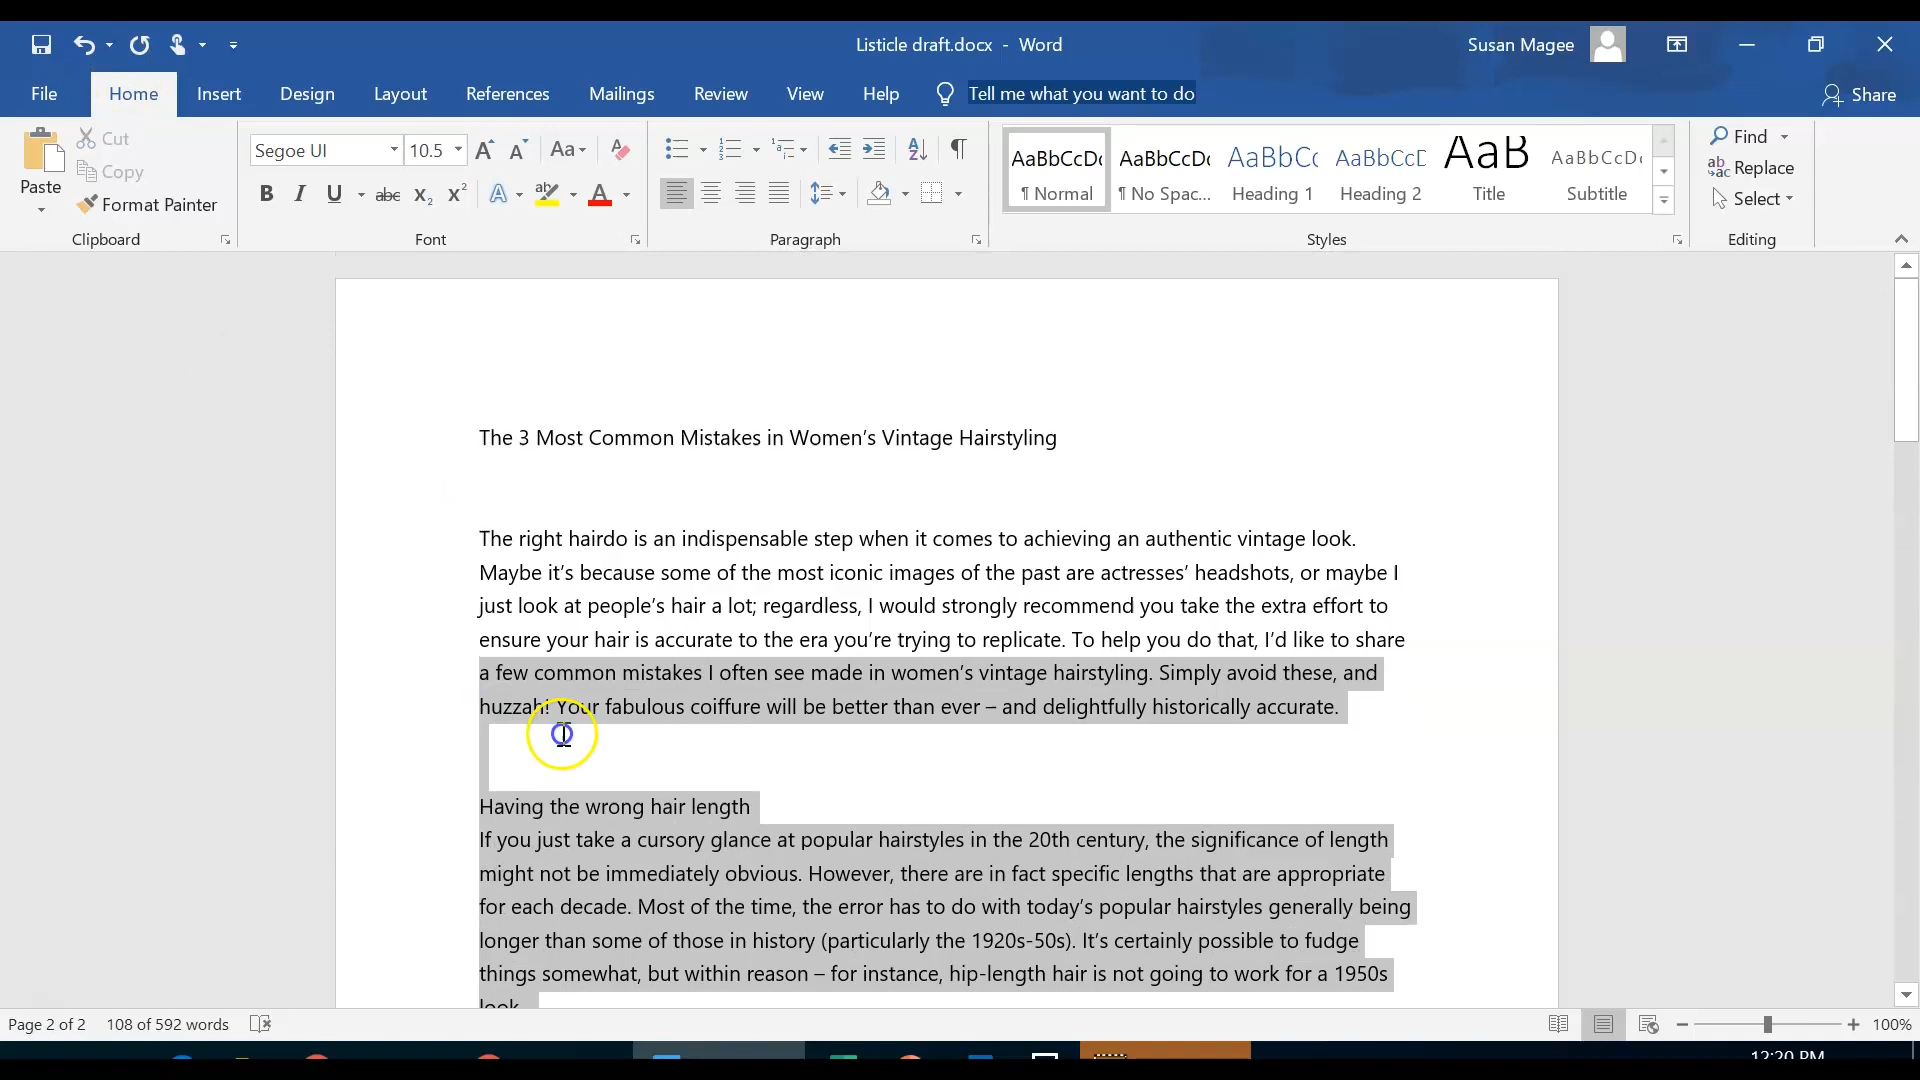 Listicle draft.docx - Word
Susan Magee
File Home Insert Design Layout References Mailings Review View Help Tell me what you want to do Share
Paste
Cut
Copy
Format Painter
Clipboard
Segoe UI 10.5
Font
Paragraph
AaBbCcDc AaBbCcDc AaBbCc AaBbCcD AaB AaBbCcDc
¶ Normal ¶ No Spac... Heading 1 Heading 2 Title Subtitle
Styles
Find
Replace
Select
Editing
The 3 Most Common Mistakes in Women’s Vintage Hairstyling
The right hairdo is an indispensable step when it comes to achieving an authentic vintage look.
Maybe it’s because some of the most iconic images of the past are actresses’ headshots, or maybe I
just look at people’s hair a lot; regardless, I would strongly recommend you take the extra effort to
ensure your hair is accurate to the era you’re trying to replicate. To help you do that, I’d like to share
a few common mistakes I often see made in women’s vintage hairstyling. Simply avoid these, and
huzzah! Your fabulous coiffure will be better than ever – and delightfully historically accurate.
Having the wrong hair length
If you just take a cursory glance at popular hairstyles in the 20th century, the significance of length
might not be immediately obvious. However, there are in fact specific lengths that are appropriate
for each decade. Most of the time, the error has to do with today’s popular hairstyles generally being
longer than some of those in history (particularly the 1920s-50s). It’s certainly possible to fudge
things somewhat, but within reason – for instance, hip-length hair is not going to work for a 1950s
look.
Page 2 of 2 108 of 592 words 100%
12:20 PM